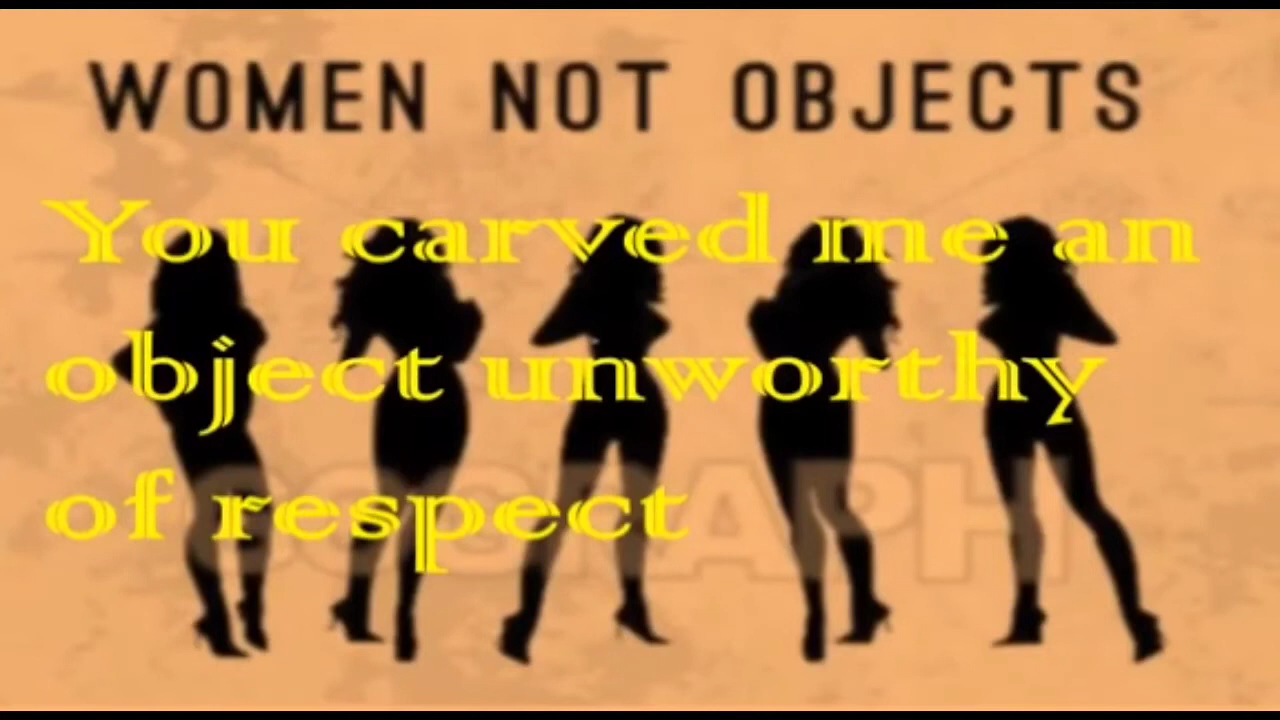 WOMEN NOT OBJECTS
You carved me an
object unworthy
of respect